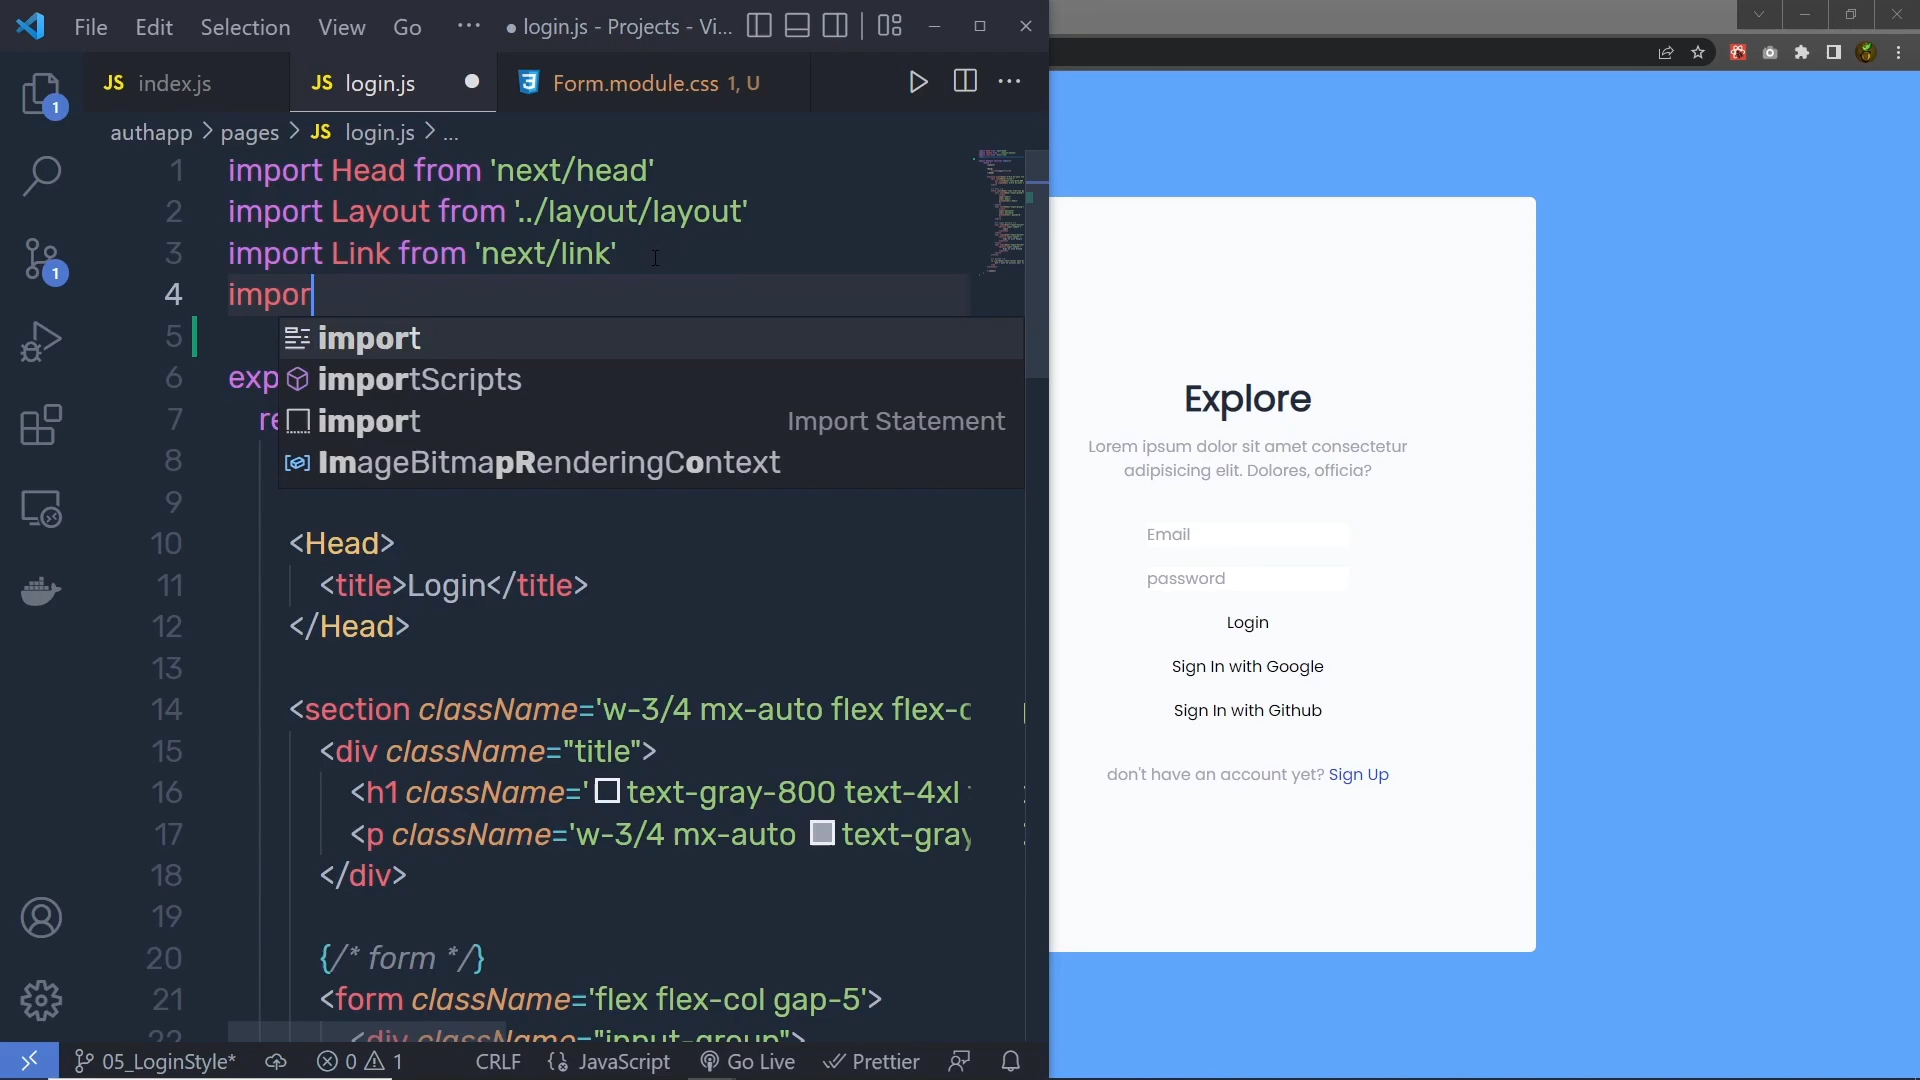 File Edit Selection View Go ··· ● login.js - Projects - Vi...
JS index.js JS login.js Form.module.css 1, U
authapp > pages > JS login.js > ...
1 import Head from 'next/head'
2 import Layout from '../layout/layout'
3 import Link from 'next/link'
4 impor
5
import
6 exp importScripts
7 re import Import Statement
8 ImageBitmapRenderingContext
9
10 <Head>
11 <title>Login</title>
12 </Head>
13
14 <section className='w-3/4 mx-auto flex flex-c
15 <div className="title">
16 <h1 className='text-gray-800 text-4xl
17 <p className='w-3/4 mx-auto text-gray
18 </div>
19
20 {/* form */}
21 <form className='flex flex-col gap-5'>
22 <div className="input-group">
1
1
05_LoginStyle* 0 1 CRLF {} JavaScript Go Live Prettier
Explore
Lorem ipsum dolor sit amet consectetur
adipisicing elit. Dolores, officia?
Email
password
Login
Sign In with Google
Sign In with Github
don't have an account yet? Sign Up